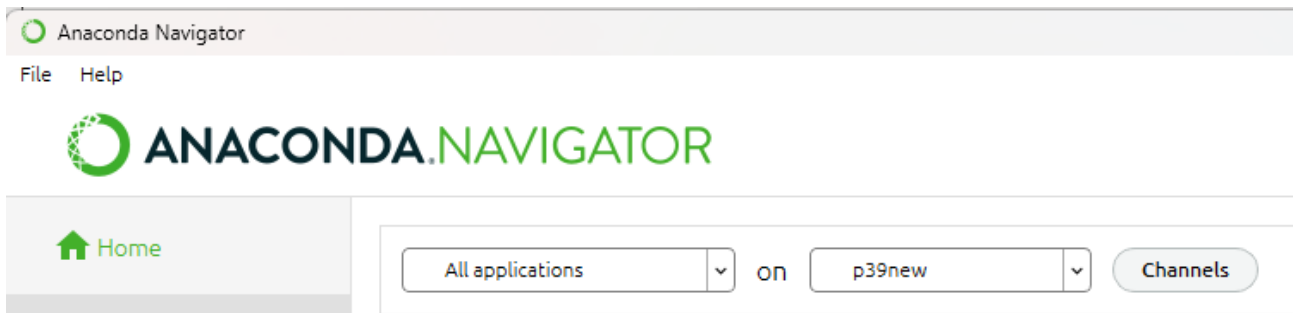 Anaconda Navigator
File Help
ANACONDA.NAVIGATOR
Home
All applications on p39new Channels